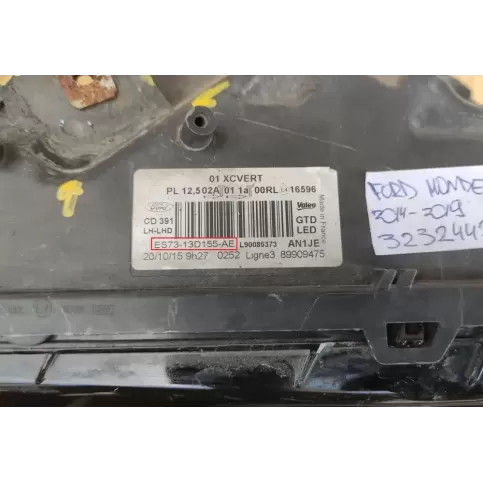 01 XCVERT
PL 12,502A 01 1a 00RL 16596
CD 391
LH-LHD
Valeo
GTD
LED
Made in France
ES73-13D155-AE L90085373 AN1JE
20/10/15 9h27 0252 Ligne3 89909475
FORD MONDE
2014-2019
3232442